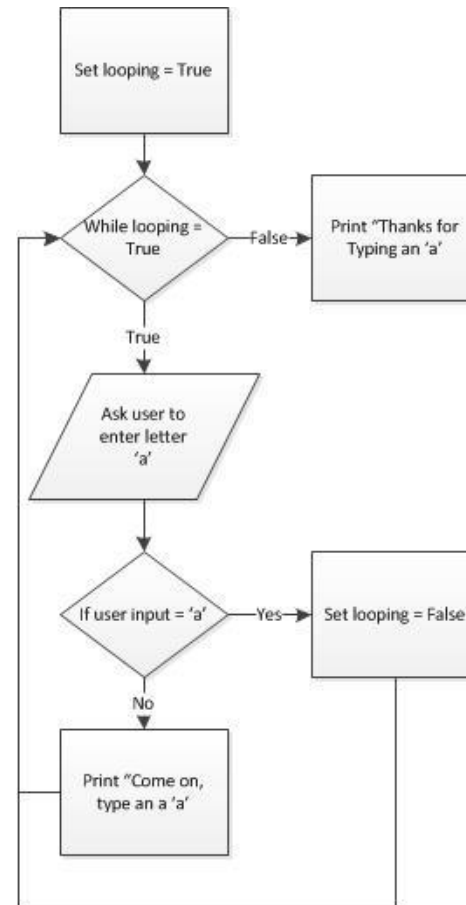 Set looping = True
While looping =
True
False
Print “Thanks for
Typing an ‘a’
True
Ask user to
enter letter
‘a’
If user input = ‘a’
Yes
Set looping = False
No
Print “Come on,
type an a ‘a’